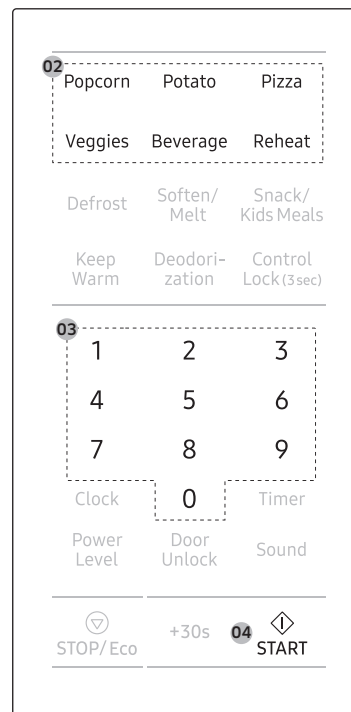 02
Popcorn Potato Pizza
Veggies Beverage Reheat
Defrost Soften/ Melt Snack/ Kids Meals
Keep Warm Deodori- zation Control Lock (3 sec)
03
1 2 3
4 5 6
7 8 9
Clock 0 Timer
Power Level Door Unlock Sound
STOP/Eco +30s 04 START